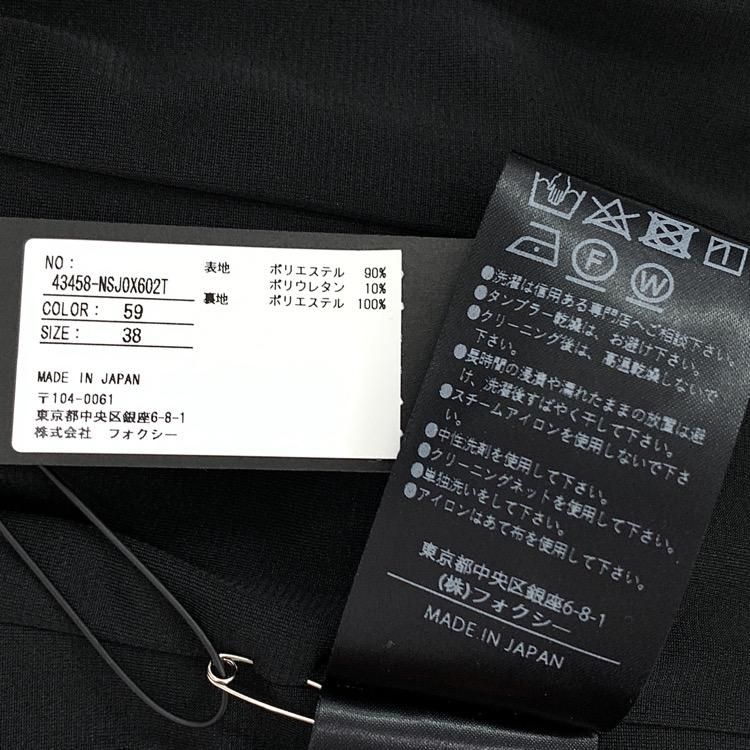 NO:
43458-NSJOX602T
COLOR: 59
SIZE: 38
表地 ポリエステル 90%
ポリウレタン 10%
裏地 ポリエステル 100%
MADE IN JAPAN
〒104-0061
東京都中央区銀座6-8-1
株式会社 フォクシー
F W
●洗濯は信用ある専門店へご相談下さい。
●タンブラー乾燥は、お避け下さい。
●クリーニング後は、高温乾燥しないで
下さい。
●長時間の浸漬や濡れたままの放置は避
け、洗濯後すばやく干して下さい。
●スチームアイロンを使用しないで下さ
い。
●中性洗剤を使用して下さい。
●クリーニングネットを使用して下さい。
●単独洗いをして下さい。
●アイロンはあて布を使用して下さい。
東京都中央区銀座6-8-1
(株)フォクシー
MADE IN JAPAN